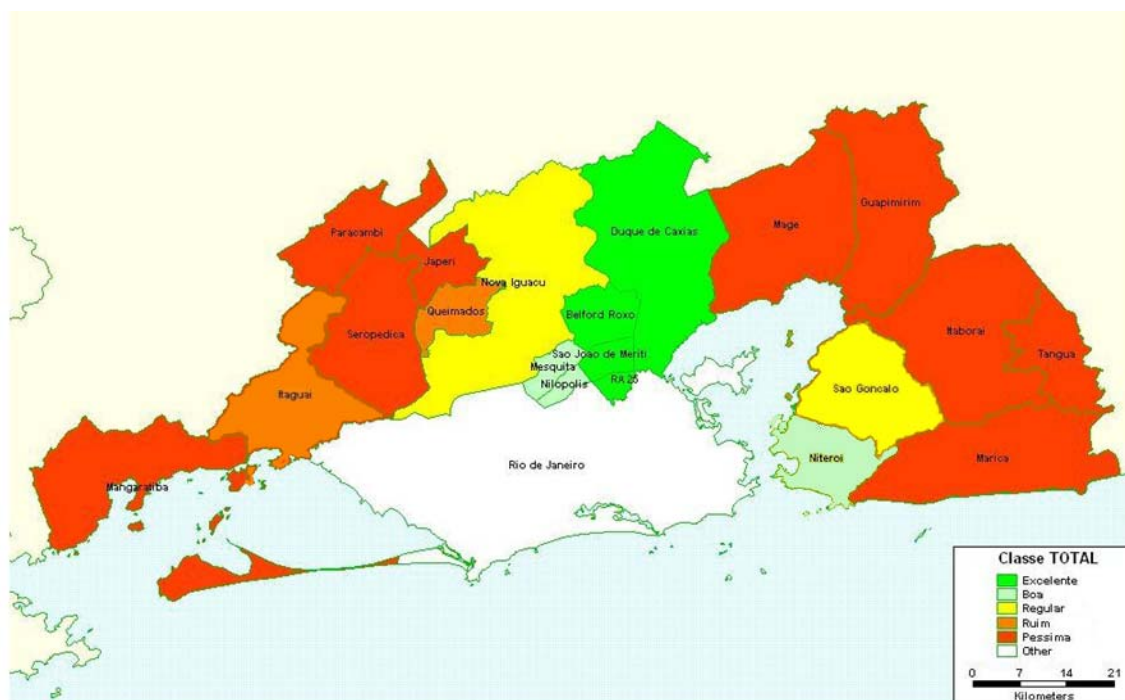 Duque de Caxias
Mage
Guapimirim
Paracambi
Japeri
Nova Iguacu
Queimados
Belford Roxo
Seropedica
Itaborai
Sao Joao de Meriti
Tangua
Mesquita
RA 25
Nilopolis
Sao Goncalo
Itaguai
Niteroi
Marica
Rio de Janeiro
Mangaratiba
Classe TOTAL
Excelente
Boa
Regular
Ruim
Pessima
Other
0 7 14 21
Kilometers